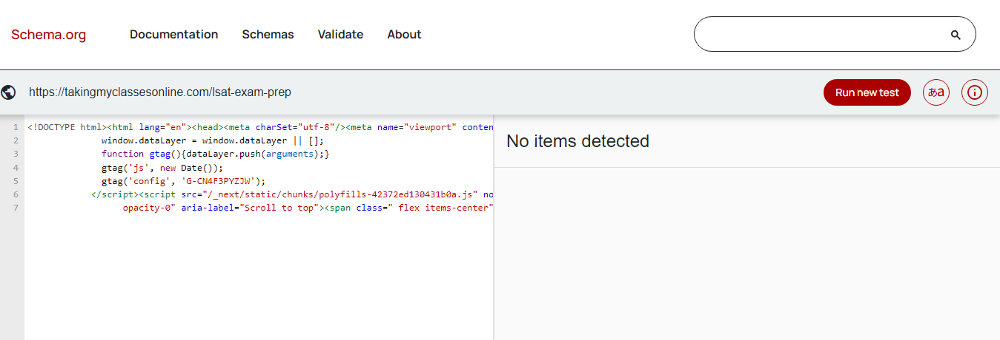 Schema.org Documentation Schemas Validate About
https://takingmyclassesonline.com/lsat-exam-prep Run new test あa
1 <!DOCTYPE html><html lang="en"><head><meta charSet="utf-8"/><meta name="viewport" conten
2 window.dataLayer = window.dataLayer || [];
3 function gtag(){dataLayer.push(arguments);}
4 gtag('js', new Date());
5 gtag('config', 'G-CN4F3PYZJW');
6 </script><script src="/_next/static/chunks/polyfills-42372ed130431b0a.js" no
7 opacity-0" aria-label="Scroll to top"><span class=" flex items-center"
No items detected